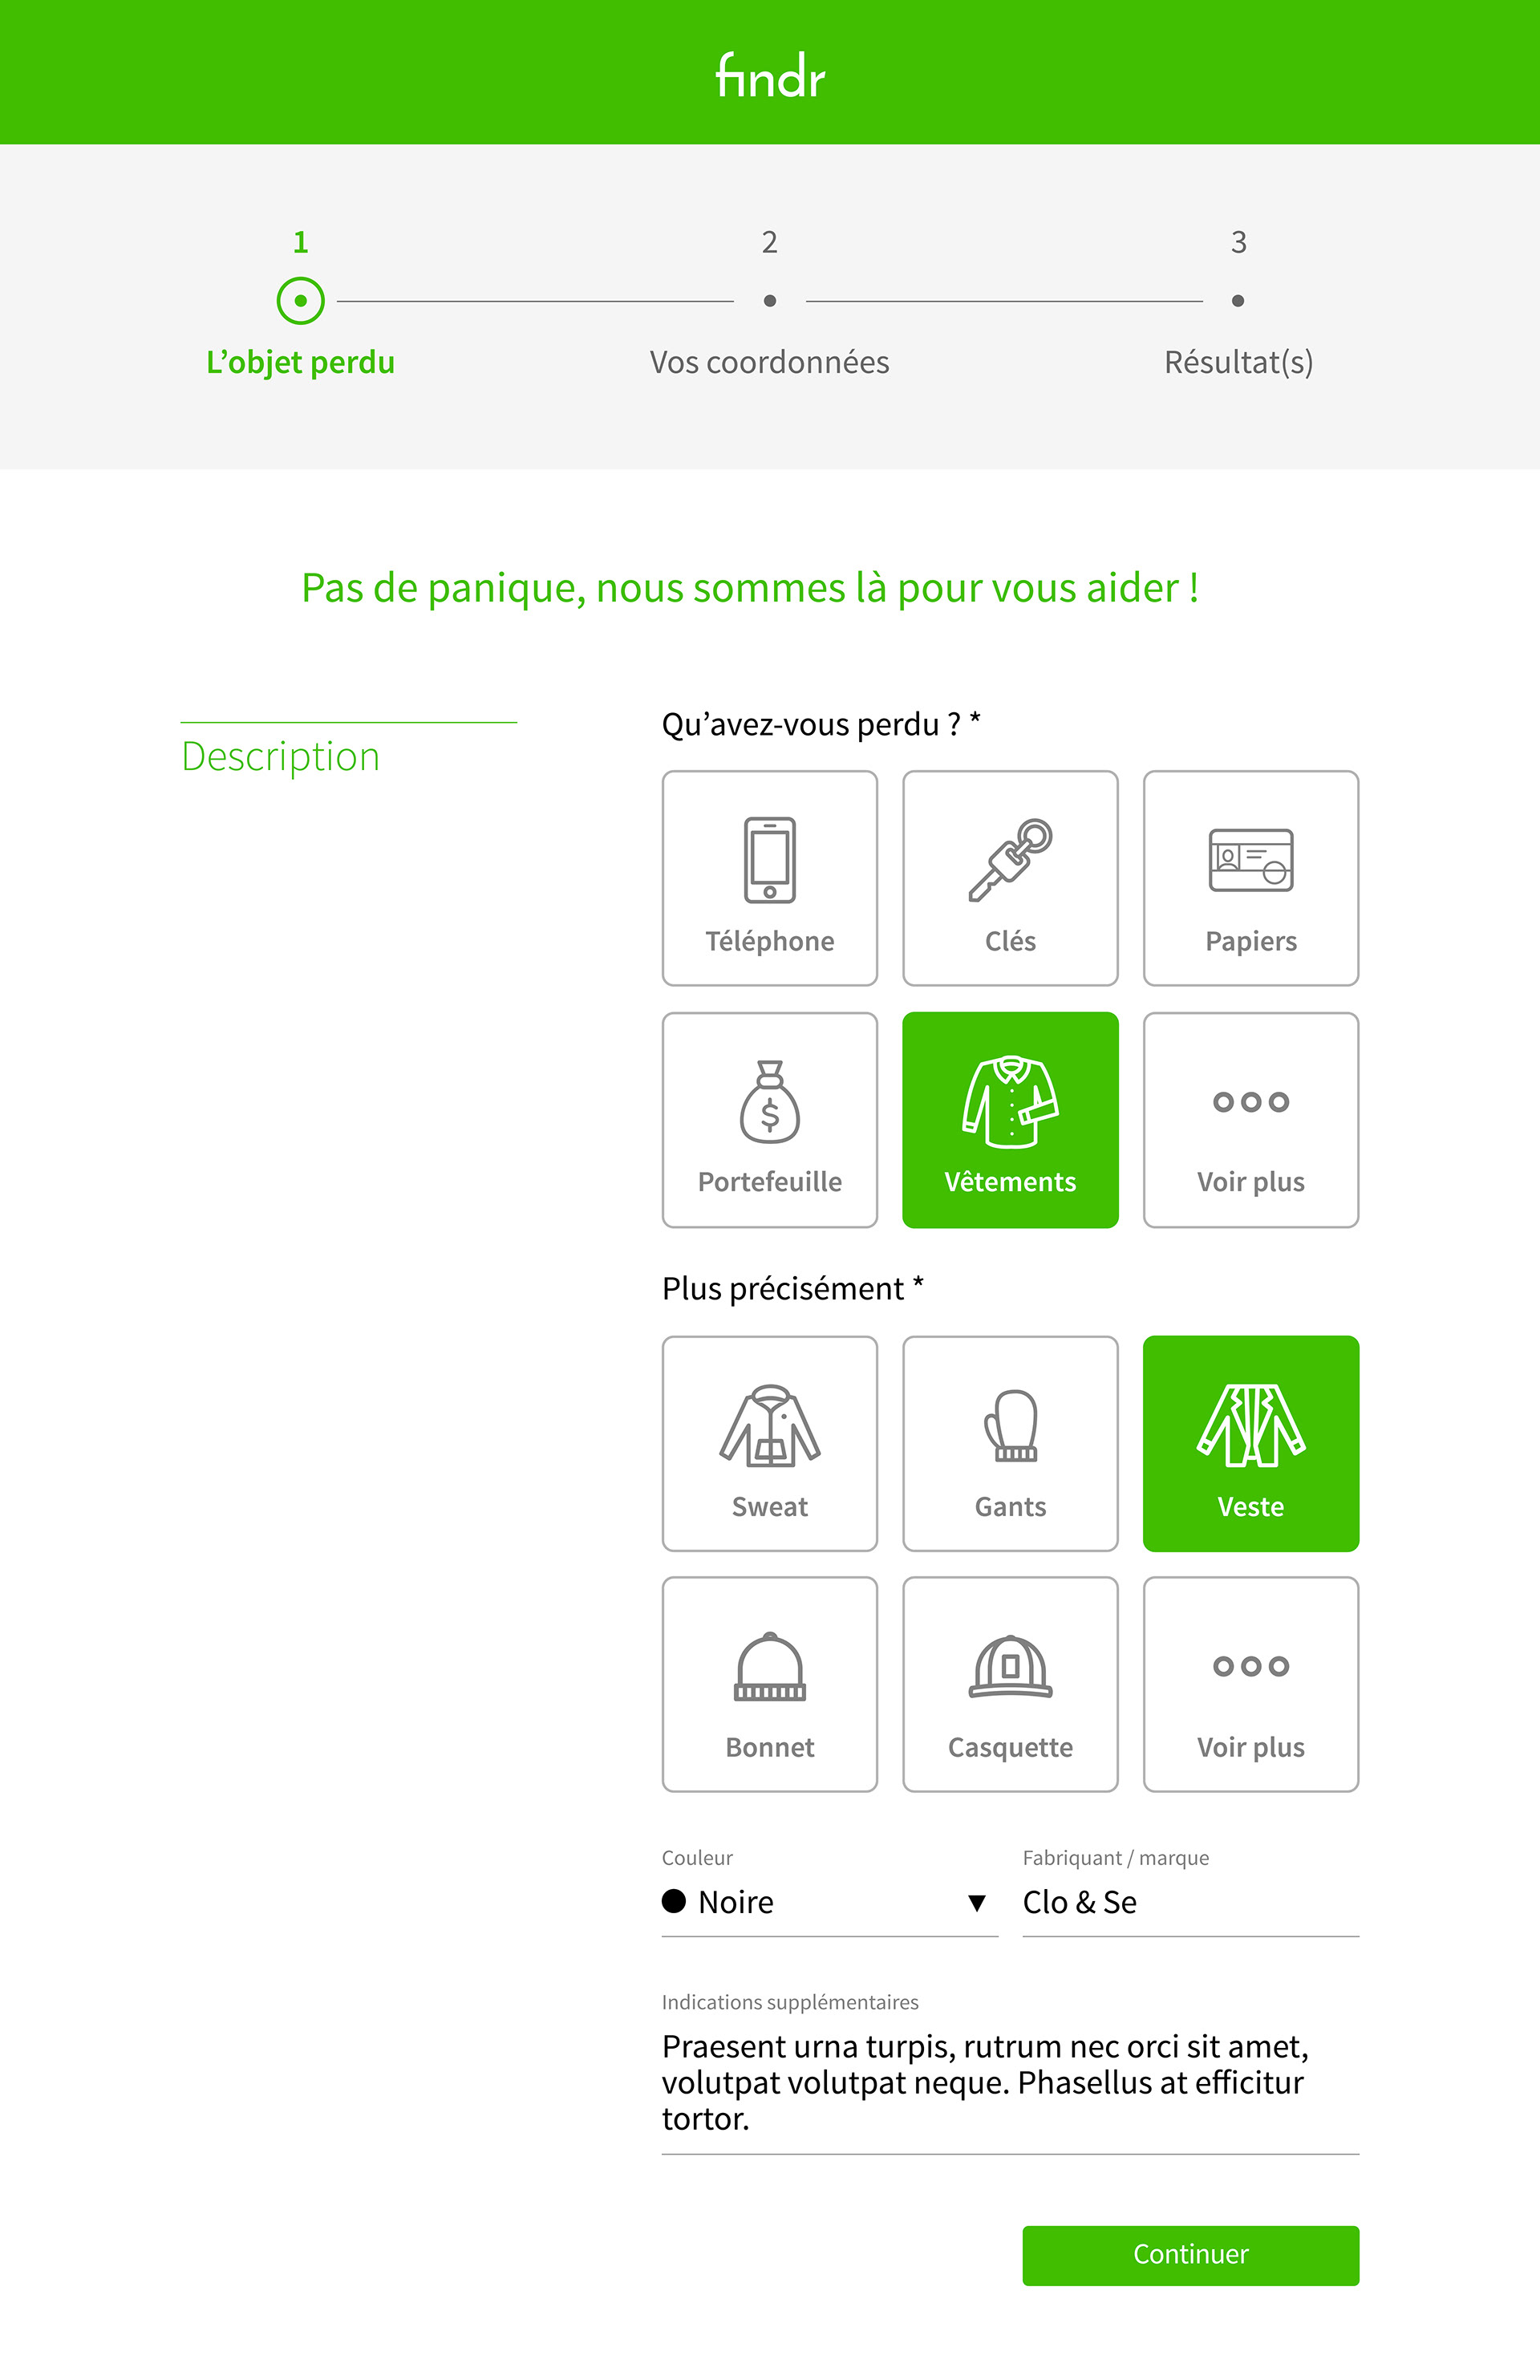 findr
1
2
3
L’objet perdu
Vos coordonnées
Résultat(s)
Pas de panique, nous sommes là pour vous aider !
Description
Qu’avez-vous perdu ? *
Téléphone
Clés
Papiers
$
Portefeuille
Vêtements
Voir plus
Plus précisément *
Sweat
Gants
Veste
Bonnet
Casquette
Voir plus
Couleur
Fabriquant / marque
Noire
Clo & Se
Indications supplémentaires
Praesent urna turpis, rutrum nec orci sit amet,
volutpat volutpat neque. Phasellus at efficitur
tortor.
Continuer